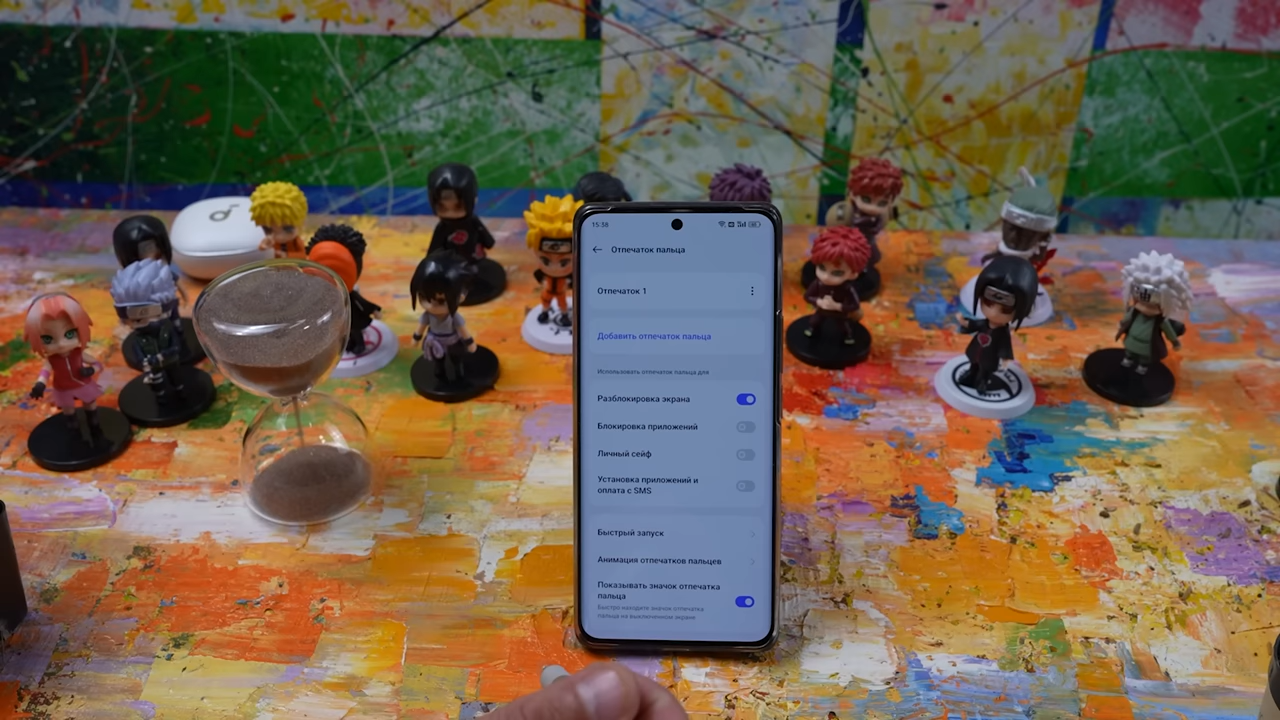 15:38
Отпечаток пальца
Отпечаток 1
Добавить отпечаток пальца
Использовать отпечаток пальца для
Разблокировка экрана
Блокировка приложений
Личный сейф
Установка приложений и
оплата с SMS
Быстрый запуск
Анимация отпечатков пальцев
Показывать значок отпечатка
пальца
Быстро находите значок отпечатка
пальца на выключенном экране